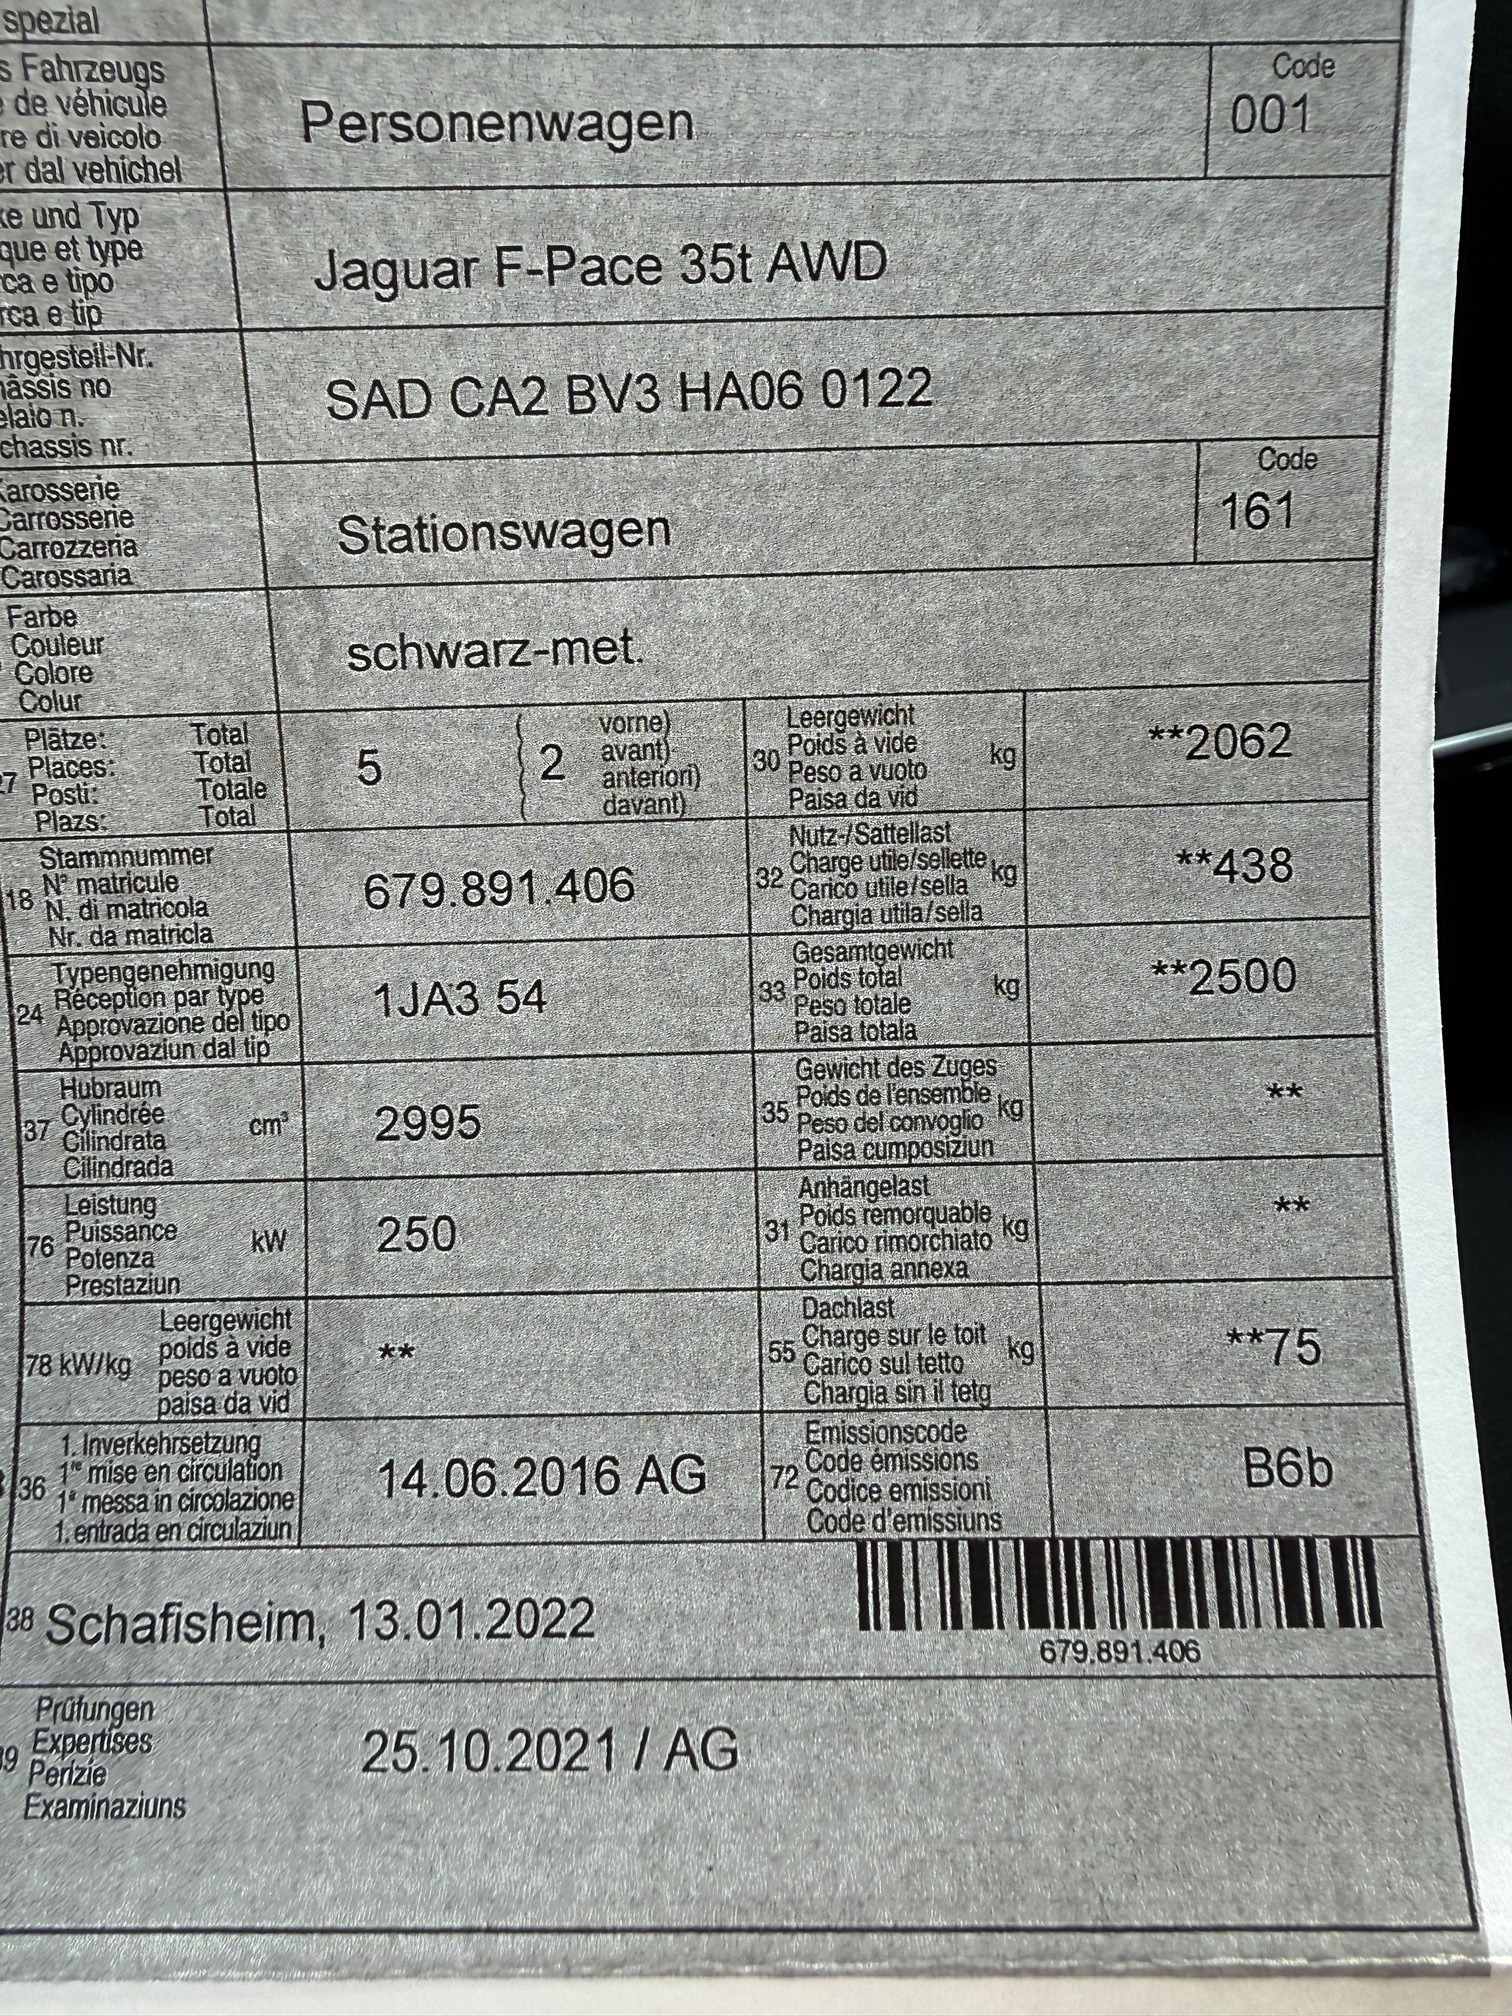 spezial
s Fahrzeugs
de véhicule
re di veicolo
er dal vehichel
Personenwagen
Code
001
ke und Typ
que et type
rca e tipo
rca e tip
Jaguar F-Pace 35t AWD
hrgestell-Nr.
hâssis no
elaio n.
chassis nr.
SAD CA2 BV3 HA06 0122
Karosserie
Carrosserie
Carrozzeria
Carossaria
Stationswagen
Code
161
Farbe
Couleur
Colore
Colur
schwarz-met.
27
Plätze: Total
Places: Total
Posti: Totale
Plazs: Total
5
2
vorne)
avant)
anteriori)
davant)
30
Leergewicht
Poids à vide
Peso a vuoto
Paisa da vid
kg
**2062
18
Stammnummer
N° matricule
N. di matricola
Nr. da matricla
679.891.406
32
Nutz-/Sattellast
Charge utile/sellette
Carico utile/sella
Chargia utila/sella
kg
**438
24
Typengenehmigung
Réception par type
Approvazione del tipo
Approvaziun dal tip
1JA3 54
33
Gesamtgewicht
Poids total
Peso totale
Paisa totala
kg
**2500
37
Hubraum
Cylindrée
Cilindrata
Cilindrada
cm³
2995
35
Gewicht des Zuges
Poids de l'ensemble
Peso del convoglio
Paisa cumposiziun
kg
**
76
Leistung
Puissance
Potenza
Prestaziun
kW
250
31
Anhängelast
Poids remorquable
Carico rimorchiato
Chargia annexa
kg
**
78 kW/kg
Leergewicht
poids à vide
peso a vuoto
paisa da vid
**
55
Dachlast
Charge sur le toit
Carico sul tetto
Chargia sin il tetg
kg
**75
36
1. Inverkehrsetzung
1re mise en circulation
1a messa in circolazione
1. entrada en circulaziun
14.06.2016 AG
72
Emissionscode
Code émissions
Codice emissioni
Code d'emissiuns
B6b
38 Schafisheim, 13.01.2022
679.891.406
39
Prüfungen
Expertises
Perizie
Examinaziuns
25.10.2021 / AG